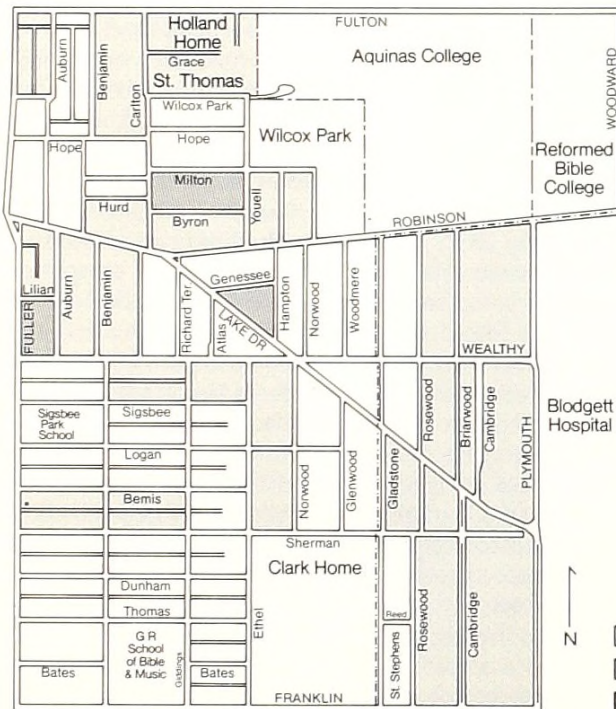 Holland
Home
FULTON
Aquinas College
WOODWARD
Grace
St. Thomas
Auburn
Benjamin
Carlton
Wilcox Park
Hope
Wilcox Park
Hope
Milton
Reformed
Bible
College
Hurd
Byron
Youell
ROBINSON
Lilian
FULLER
Auburn
Benjamin
Richard Ter.
Atlas
Genessee
LAKE DR
Hampton
Norwood
Woodmere
WEALTHY
Sigsbee
Park
School
Sigsbee
Logan
Bemis
Norwood
Glenwood
Gladstone
Rosewood
Briarwood
Cambridge
PLYMOUTH
Blodgett
Hospital
Sherman
Clark Home
Dunham
Thomas
G R
School
of Bible
& Music
Giddings
Bates
Bates
Ethel
FRANKLIN
Reed
St. Stephens
Rosewood
Cambridge
N